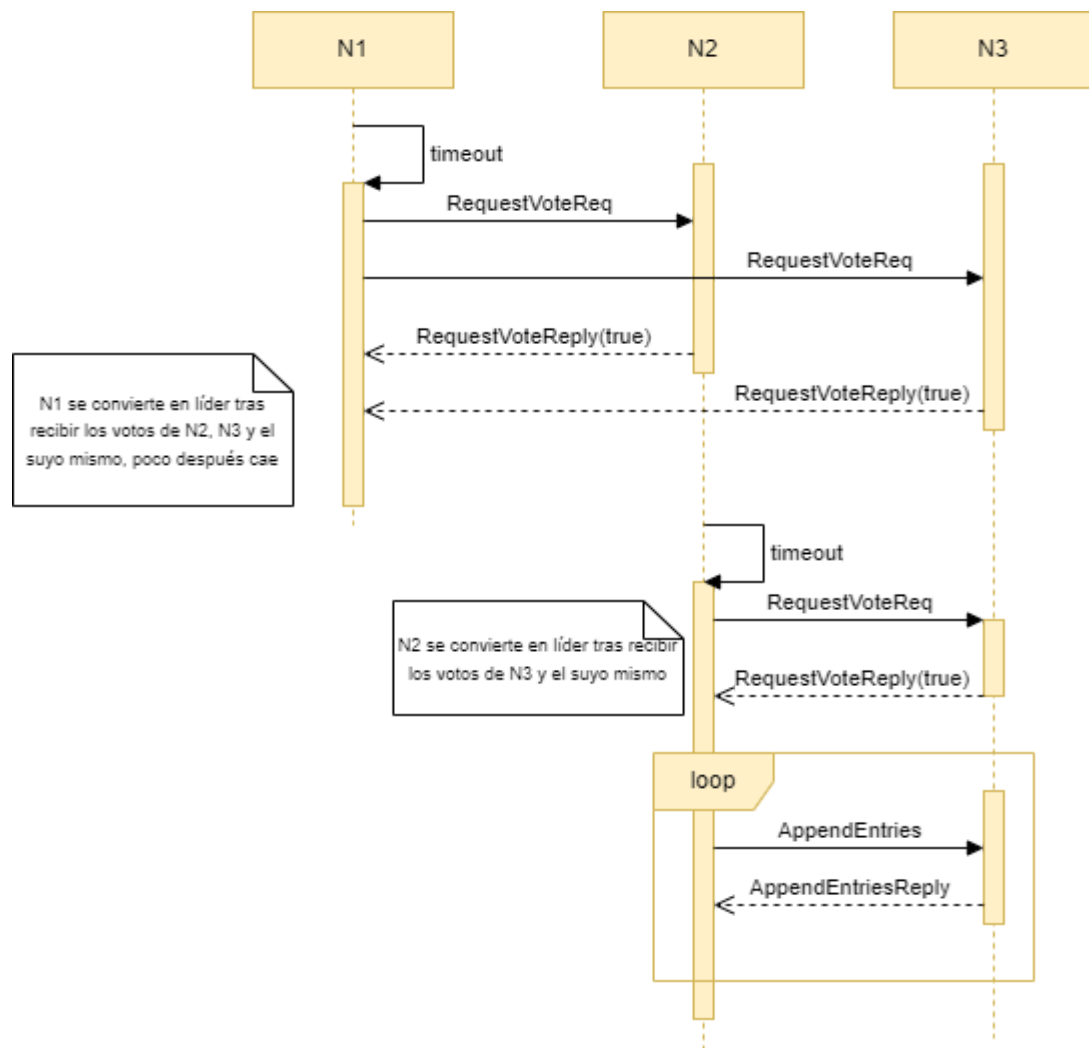 N1
N2
N3
timeout
RequestVoteReq
RequestVoteReq
RequestVoteReply(true)
RequestVoteReply(true)
N1 se convierte en líder tras
recibir los votos de N2, N3 y el
suyo mismo, poco después cae
timeout
RequestVoteReq
N2 se convierte en líder tras recibir
los votos de N3 y el suyo mismo
RequestVoteReply(true)
loop
AppendEntries
AppendEntriesReply